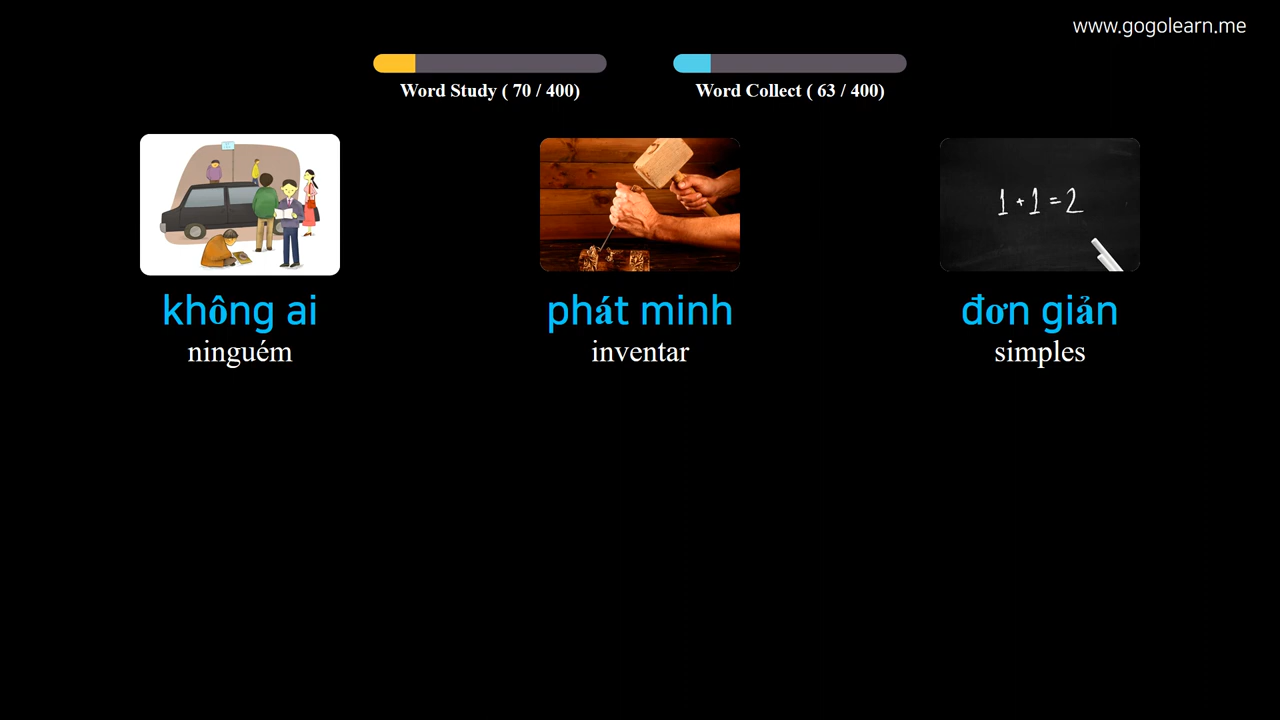 www.gogolearn.me
Word Study ( 70 / 400)
Word Collect ( 63 / 400)
1 + 1 = 2
không ai
phát minh
đơn giản
ninguém
inventar
simples